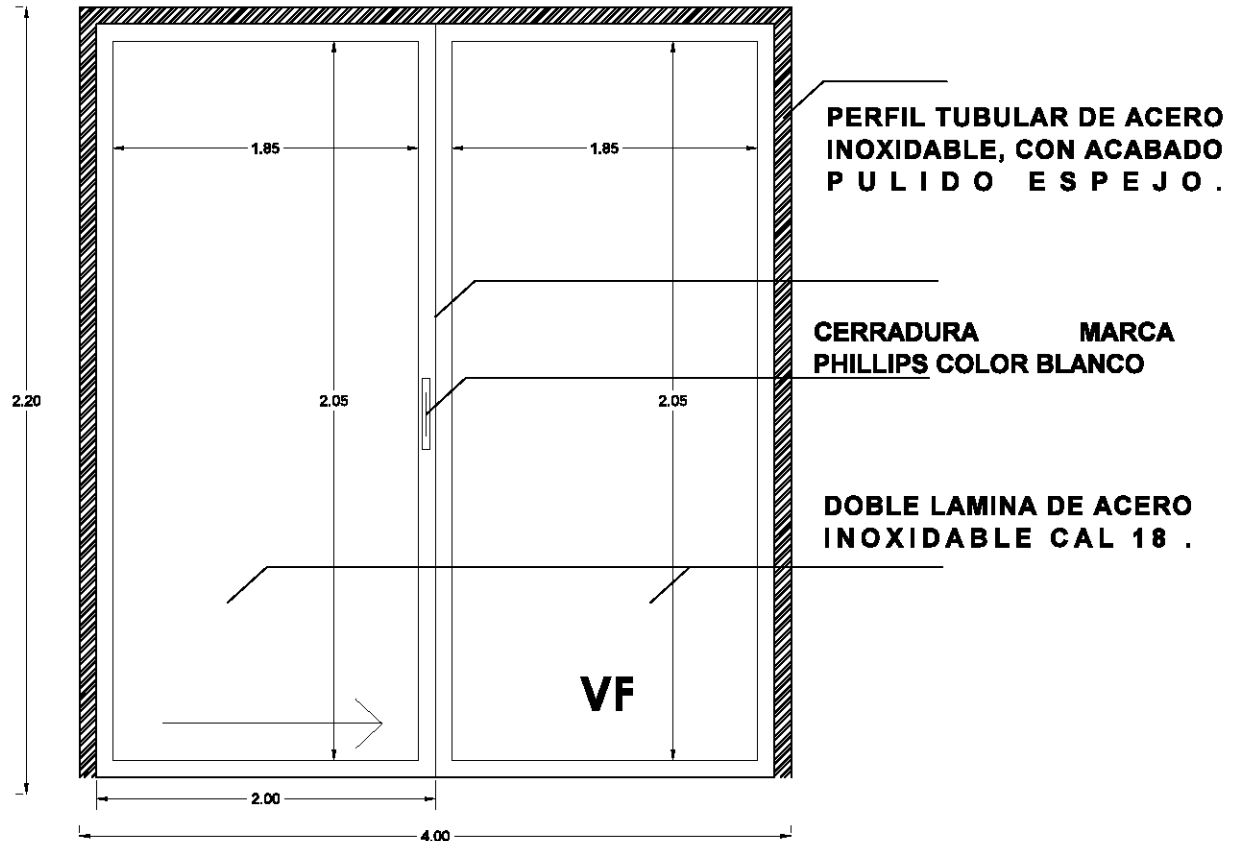 1.85
1.85
PERFIL TUBULAR DE ACERO
INOXIDABLE, CON ACABADO
PULIDO ESPEJO.
CERRADURA MARCA
PHILLIPS COLOR BLANCO
2.20
2.05
2.05
DOBLE LAMINA DE ACERO
INOXIDABLE CAL 18 .
VF
2.00
4.00